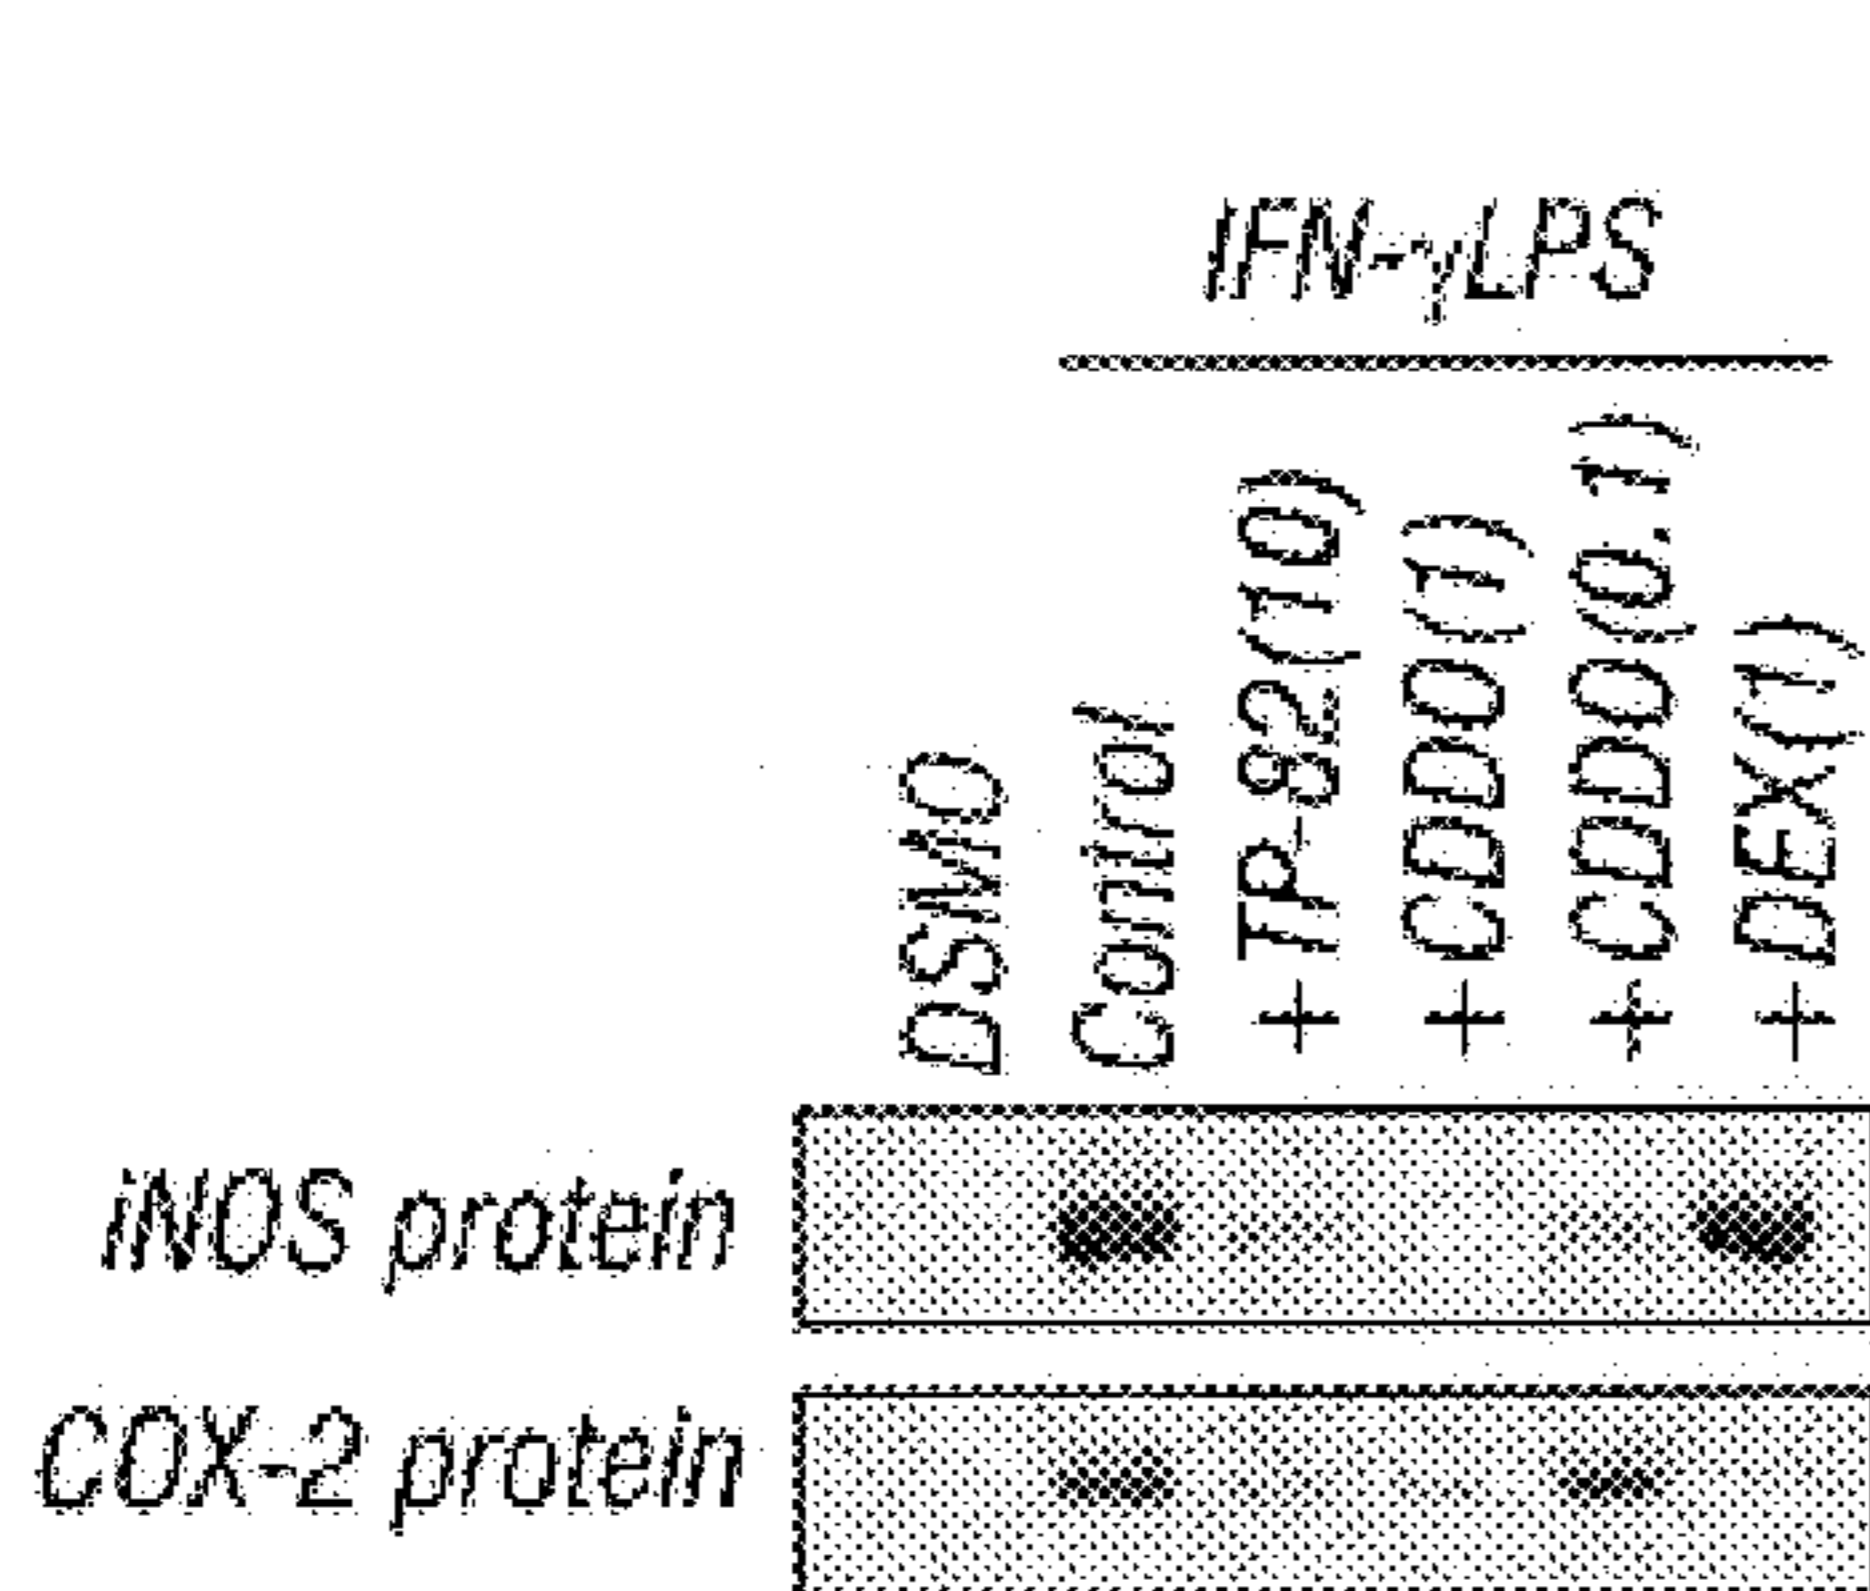 IFN-γLPS
DSMO
Control
+ TP-82(10)
+ CDDO(1)
+ CDDO(0.1)
+ DEX(1)
iNOS protein
COX-2 protein